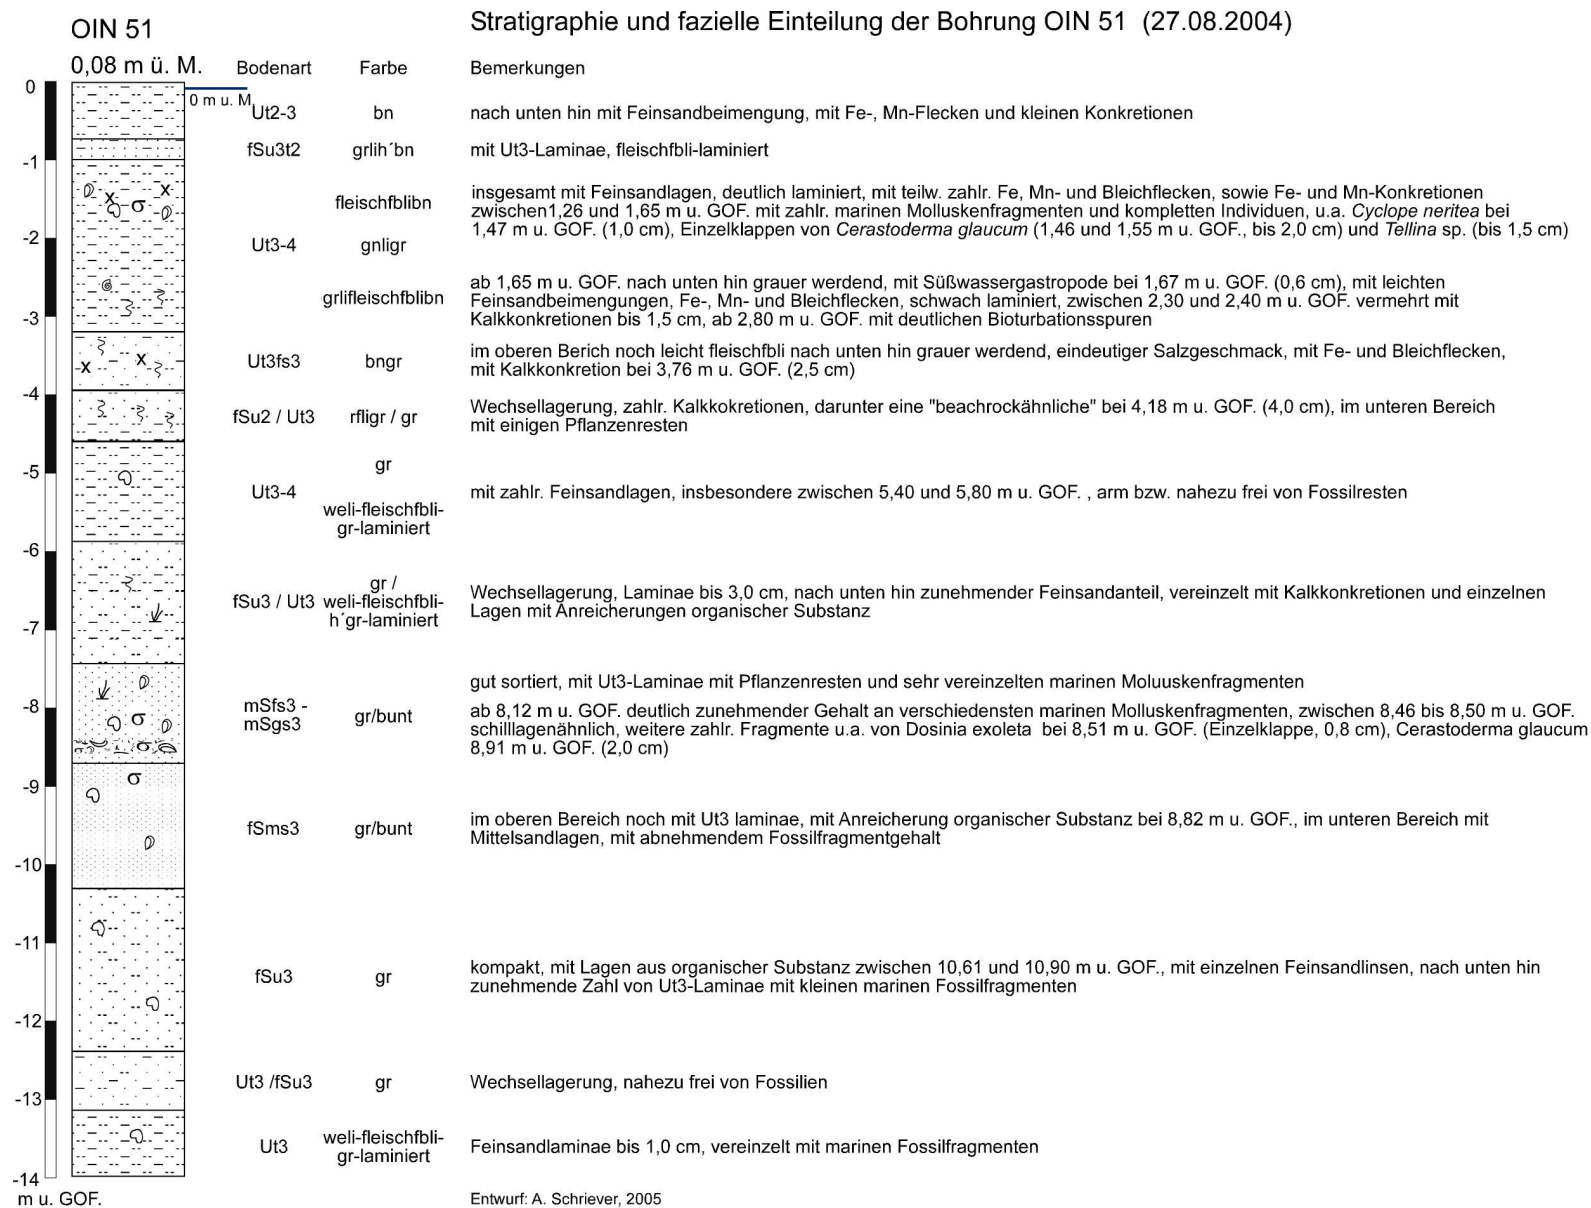 OIN 51
Stratigraphie und fazielle Einteilung der Bohrung OIN 51 (27.08.2004)
0,08 m ü. M.
Bodenart
Farbe
Bemerkungen
0
0 m u. M.
Ut2-3
bn
nach unten hin mit Feinsandbeimengung, mit Fe-, Mn-Flecken und kleinen Konkretionen
fSu3t2
grlih´bn
mit Ut3-Laminae, fleischfbli-laminiert
-1
fleischfblibn
insgesamt mit Feinsandlagen, deutlich laminiert, mit teilw. zahlr. Fe, Mn- und Bleichflecken, sowie Fe- und Mn-Konkretionen
zwischen1,26 und 1,65 m u. GOF. mit zahlr. marinen Molluskenfragmenten und kompletten Individuen, u.a. Cyclope neritea bei
1,47 m u. GOF. (1,0 cm), Einzelklappen von Cerastoderma glaucum (1,46 und 1,55 m u. GOF., bis 2,0 cm) und Tellina sp. (bis 1,5 cm)
-2
Ut3-4
gnligr
grlifleischfblibn
ab 1,65 m u. GOF. nach unten hin grauer werdend, mit Süßwassergastropode bei 1,67 m u. GOF. (0,6 cm), mit leichten
Feinsandbeimengungen, Fe-, Mn- und Bleichflecken, schwach laminiert, zwischen 2,30 und 2,40 m u. GOF. vermehrt mit
Kalkkonkretionen bis 1,5 cm, ab 2,80 m u. GOF. mit deutlichen Bioturbationsspuren
-3
Ut3fs3
bngr
im oberen Berich noch leicht fleischfbli nach unten hin grauer werdend, eindeutiger Salzgeschmack, mit Fe- und Bleichflecken,
mit Kalkkonkretion bei 3,76 m u. GOF. (2,5 cm)
-4
fSu2 / Ut3
rfligr / gr
Wechsellagerung, zahlr. Kalkkokretionen, darunter eine "beachrockähnliche" bei 4,18 m u. GOF. (4,0 cm), im unteren Bereich
mit einigen Pflanzenresten
-5
Ut3-4
gr
weli-fleischfbli-
gr-laminiert
mit zahlr. Feinsandlagen, insbesondere zwischen 5,40 und 5,80 m u. GOF. , arm bzw. nahezu frei von Fossilresten
-6
fSu3 / Ut3
gr /
weli-fleischfbli-
h´gr-laminiert
Wechsellagerung, Laminae bis 3,0 cm, nach unten hin zunehmender Feinsandanteil, vereinzelt mit Kalkkonkretionen und einzelnen
Lagen mit Anreicherungen organischer Substanz
-7
-8
mSfs3 -
mSgs3
gr/bunt
gut sortiert, mit Ut3-Laminae mit Pflanzenresten und sehr vereinzelten marinen Moluuskenfragmenten
ab 8,12 m u. GOF. deutlich zunehmender Gehalt an verschiedensten marinen Molluskenfragmenten, zwischen 8,46 bis 8,50 m u. GOF.
schilllagenähnlich, weitere zahlr. Fragmente u.a. von Dosinia exoleta bei 8,51 m u. GOF. (Einzelklappe, 0,8 cm), Cerastoderma glaucum
8,91 m u. GOF. (2,0 cm)
-9
fSms3
gr/bunt
im oberen Bereich noch mit Ut3 laminae, mit Anreicherung organischer Substanz bei 8,82 m u. GOF., im unteren Bereich mit
Mittelsandlagen, mit abnehmendem Fossilfragmentgehalt
-10
-11
fSu3
gr
kompakt, mit Lagen aus organischer Substanz zwischen 10,61 und 10,90 m u. GOF., mit einzelnen Feinsandlinsen, nach unten hin
zunehmende Zahl von Ut3-Laminae mit kleinen marinen Fossilfragmenten
-12
Ut3 /fSu3
gr
Wechsellagerung, nahezu frei von Fossilien
-13
Ut3
weli-fleischfbli-
gr-laminiert
Feinsandlaminae bis 1,0 cm, vereinzelt mit marinen Fossilfragmenten
-14
m u. GOF.
Entwurf: A. Schriever, 2005